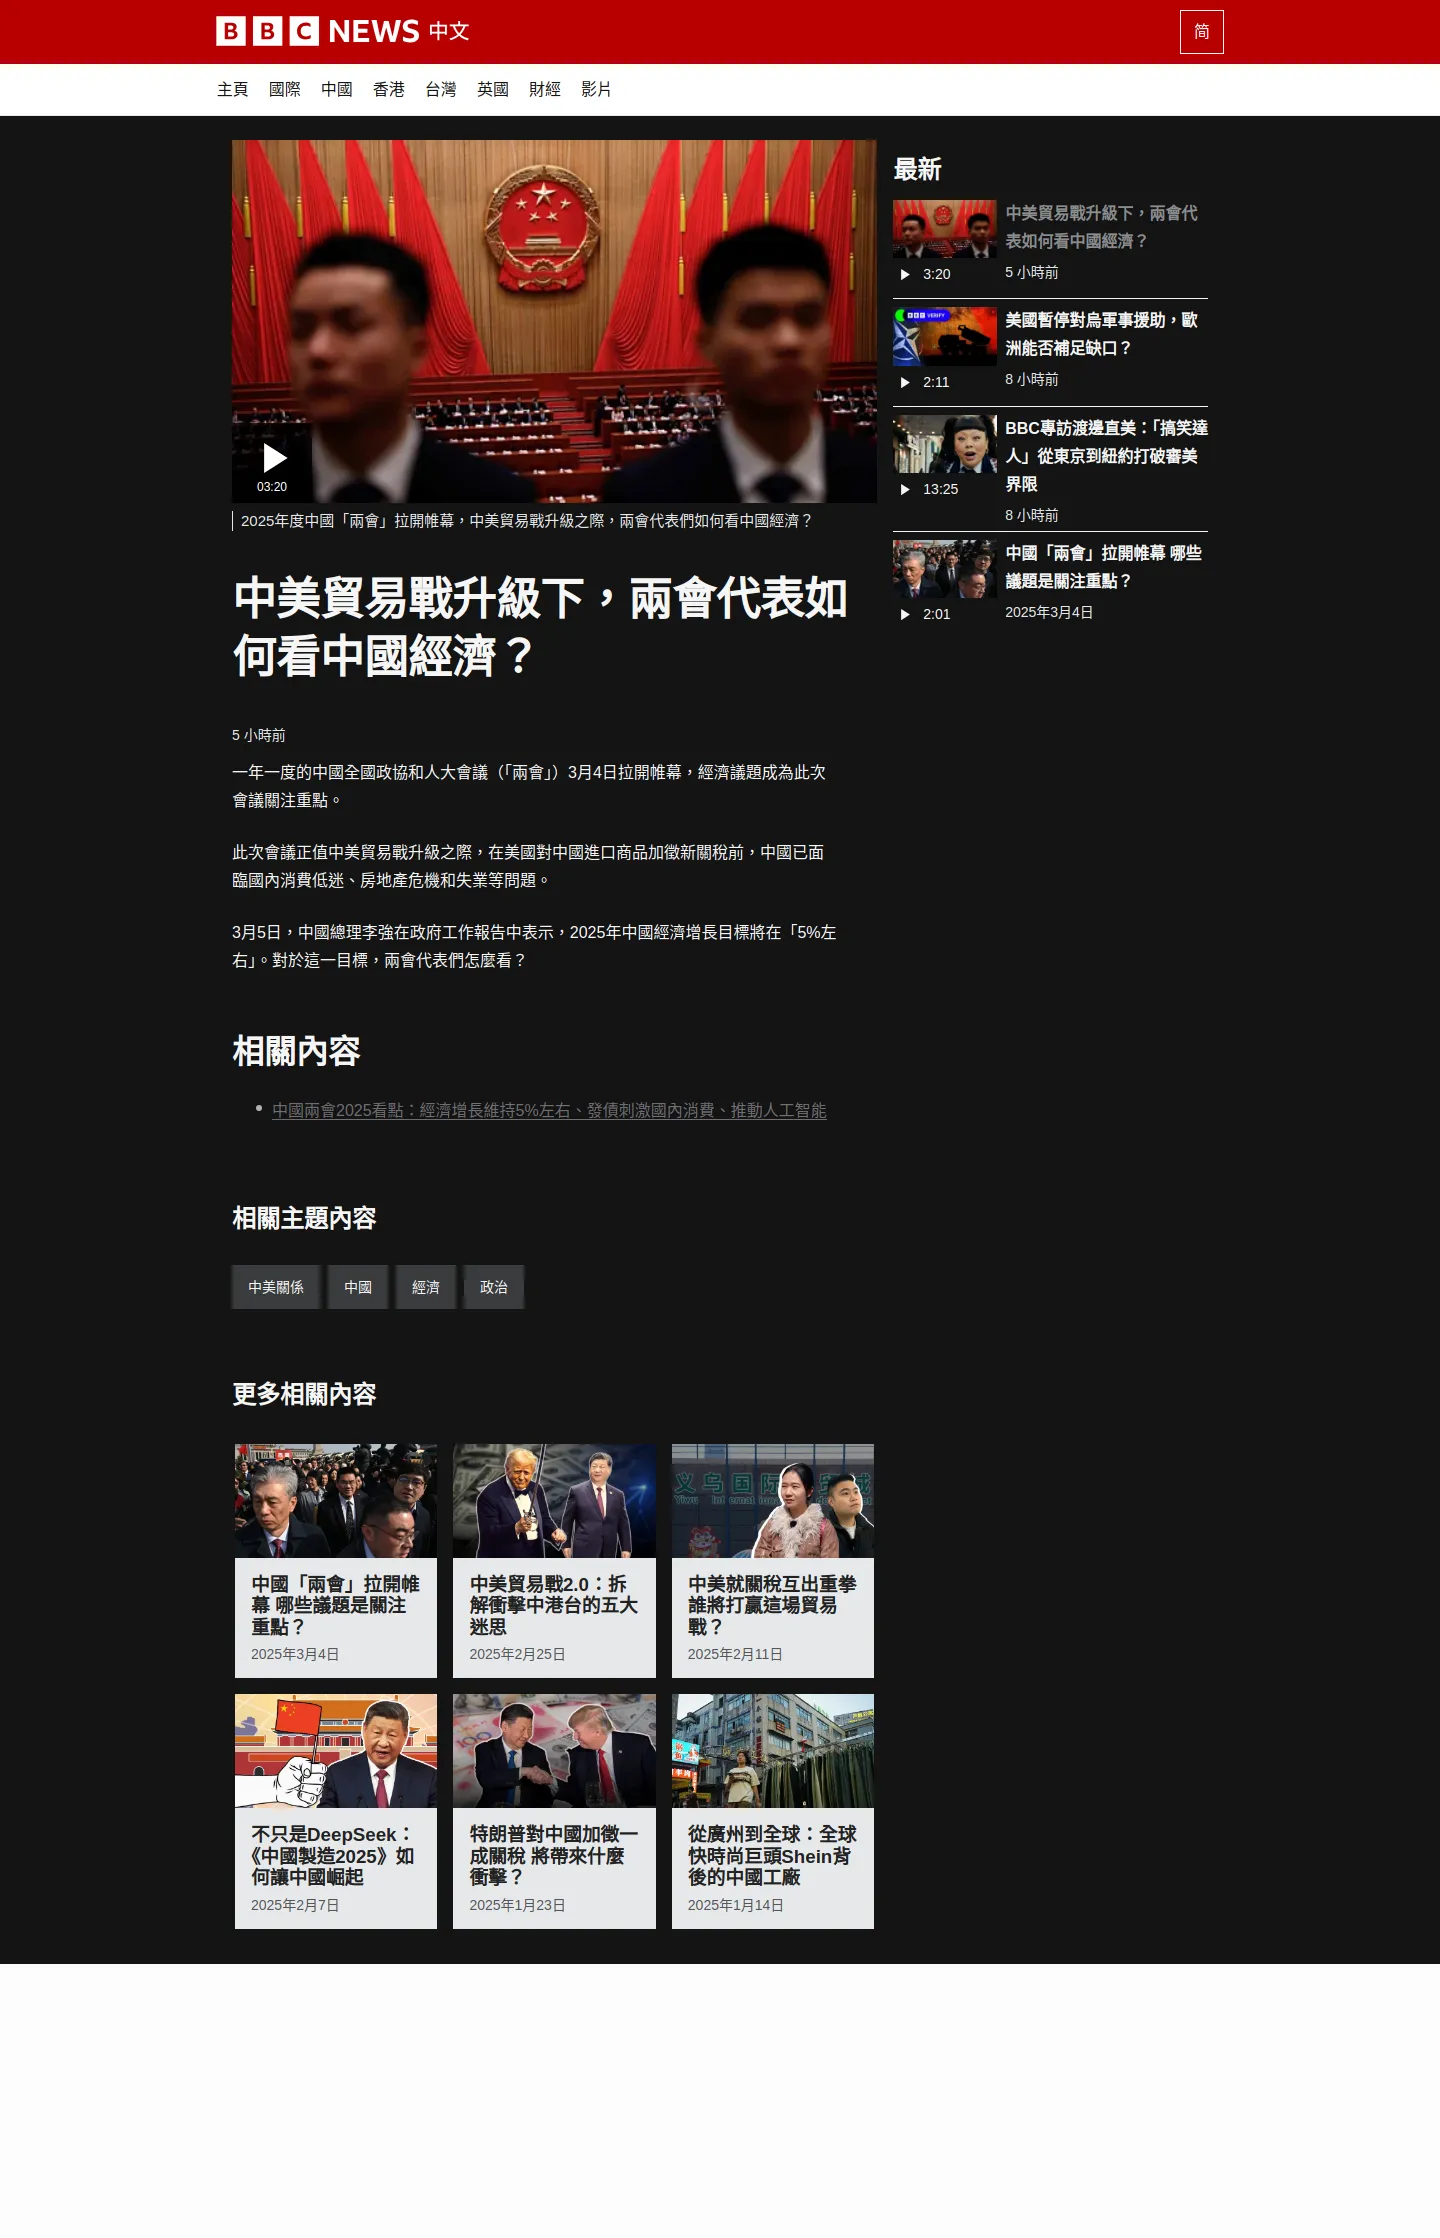 BBC NEWS 中文
简
主頁 國際 中國 香港 台灣 英國 財經 影片
03:20
2025年度中國「兩會」拉開帷幕，中美貿易戰升級之際，兩會代表們如何看中國經濟？
中美貿易戰升級下，兩會代表如
何看中國經濟？
5 小時前
一年一度的中國全國政協和人大會議（「兩會」）3月4日拉開帷幕，經濟議題成為此次
會議關注重點。
此次會議正值中美貿易戰升級之際，在美國對中國進口商品加徵新關稅前，中國已面
臨國內消費低迷、房地產危機和失業等問題。
3月5日，中國總理李強在政府工作報告中表示，2025年中國經濟增長目標將在「5%左
右」。對於這一目標，兩會代表們怎麼看？
最新
中美貿易戰升級下，兩會代
表如何看中國經濟？
3:20
5 小時前
BBC VERIFY
美國暫停對烏軍事援助，歐
洲能否補足缺口？
2:11
8 小時前
BBC專訪渡邊直美：「搞笑達
人」從東京到紐約打破審美
界限
13:25
8 小時前
中國「兩會」拉開帷幕 哪些
議題是關注重點？
2:01
2025年3月4日
相關內容
中國兩會2025看點：經濟增長維持5%左右、發債刺激國內消費、推動人工智能
相關主題內容
中美關係 中國 經濟 政治
更多相關內容
中國「兩會」拉開帷
幕 哪些議題是關注
重點？
2025年3月4日
中美貿易戰2.0：拆
解衝擊中港台的五大
迷思
2025年2月25日
义乌国际
Yiwu
中美就關稅互出重拳
誰將打贏這場貿易
戰？
2025年2月11日
不只是DeepSeek：
《中國製造2025》如
何讓中國崛起
2025年2月7日
100
特朗普對中國加徵一
成關稅 將帶來什麼
衝擊？
2025年1月23日
從廣州到全球：全球
快時尚巨頭Shein背
後的中國工廠
2025年1月14日